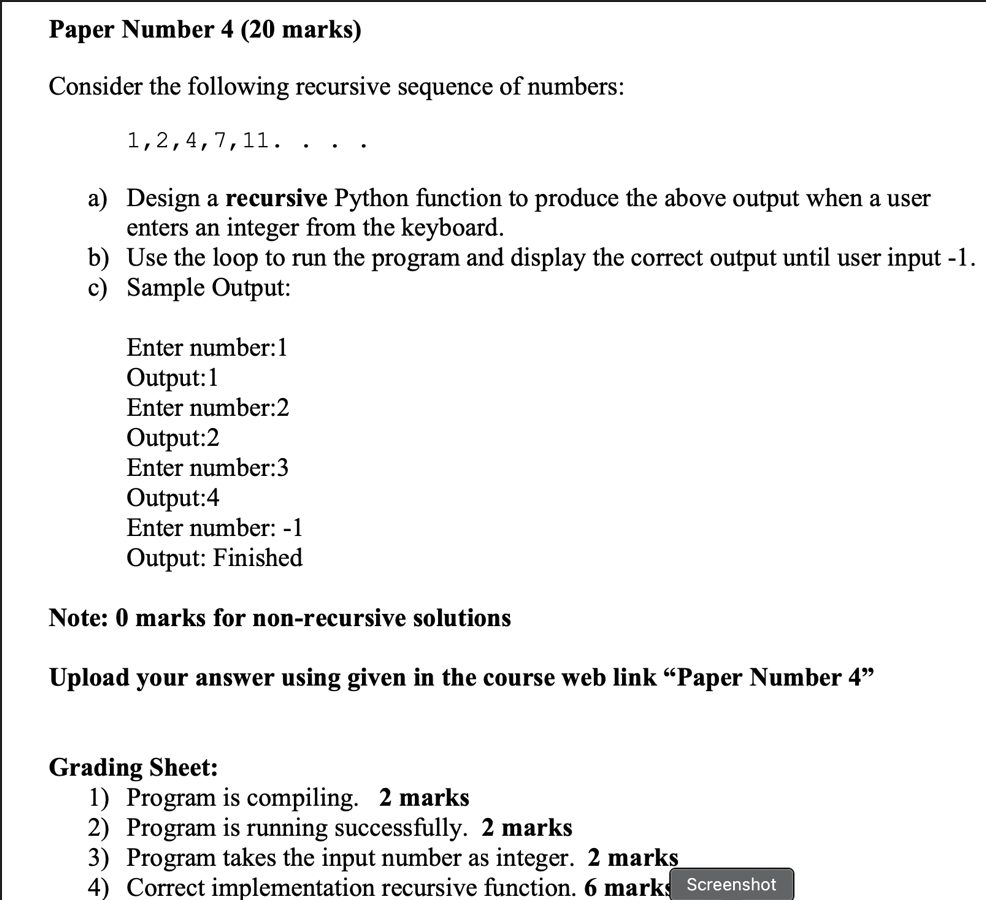 Paper Number 4 (20 marks)
Consider the following recursive sequence of numbers:
1,2,4,7,11. . . .
a) Design a recursive Python function to produce the above output when a user
enters an integer from the keyboard.
b) Use the loop to run the program and display the correct output until user input -1.
c) Sample Output:
Enter number:1
Output:1
Enter number:2
Output:2
Enter number:3
Output:4
Enter number: -1
Output: Finished
Note: 0 marks for non-recursive solutions
Upload your answer using given in the course web link “Paper Number 4”
Grading Sheet:
1) Program is compiling. 2 marks
2) Program is running successfully. 2 marks
3) Program takes the input number as integer. 2 marks
4) Correct implementation recursive function. 6 marks
Screenshot